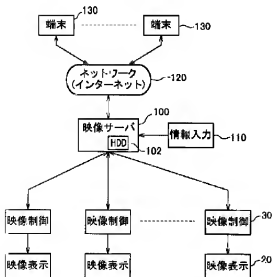 130
130
端末
端末
ネットワーク
(インターネット)
120
100
映像サーバ
HDD
102
情報入力
110
映像制御
映像制御
映像制御
30
映像表示
映像表示
映像表示
20